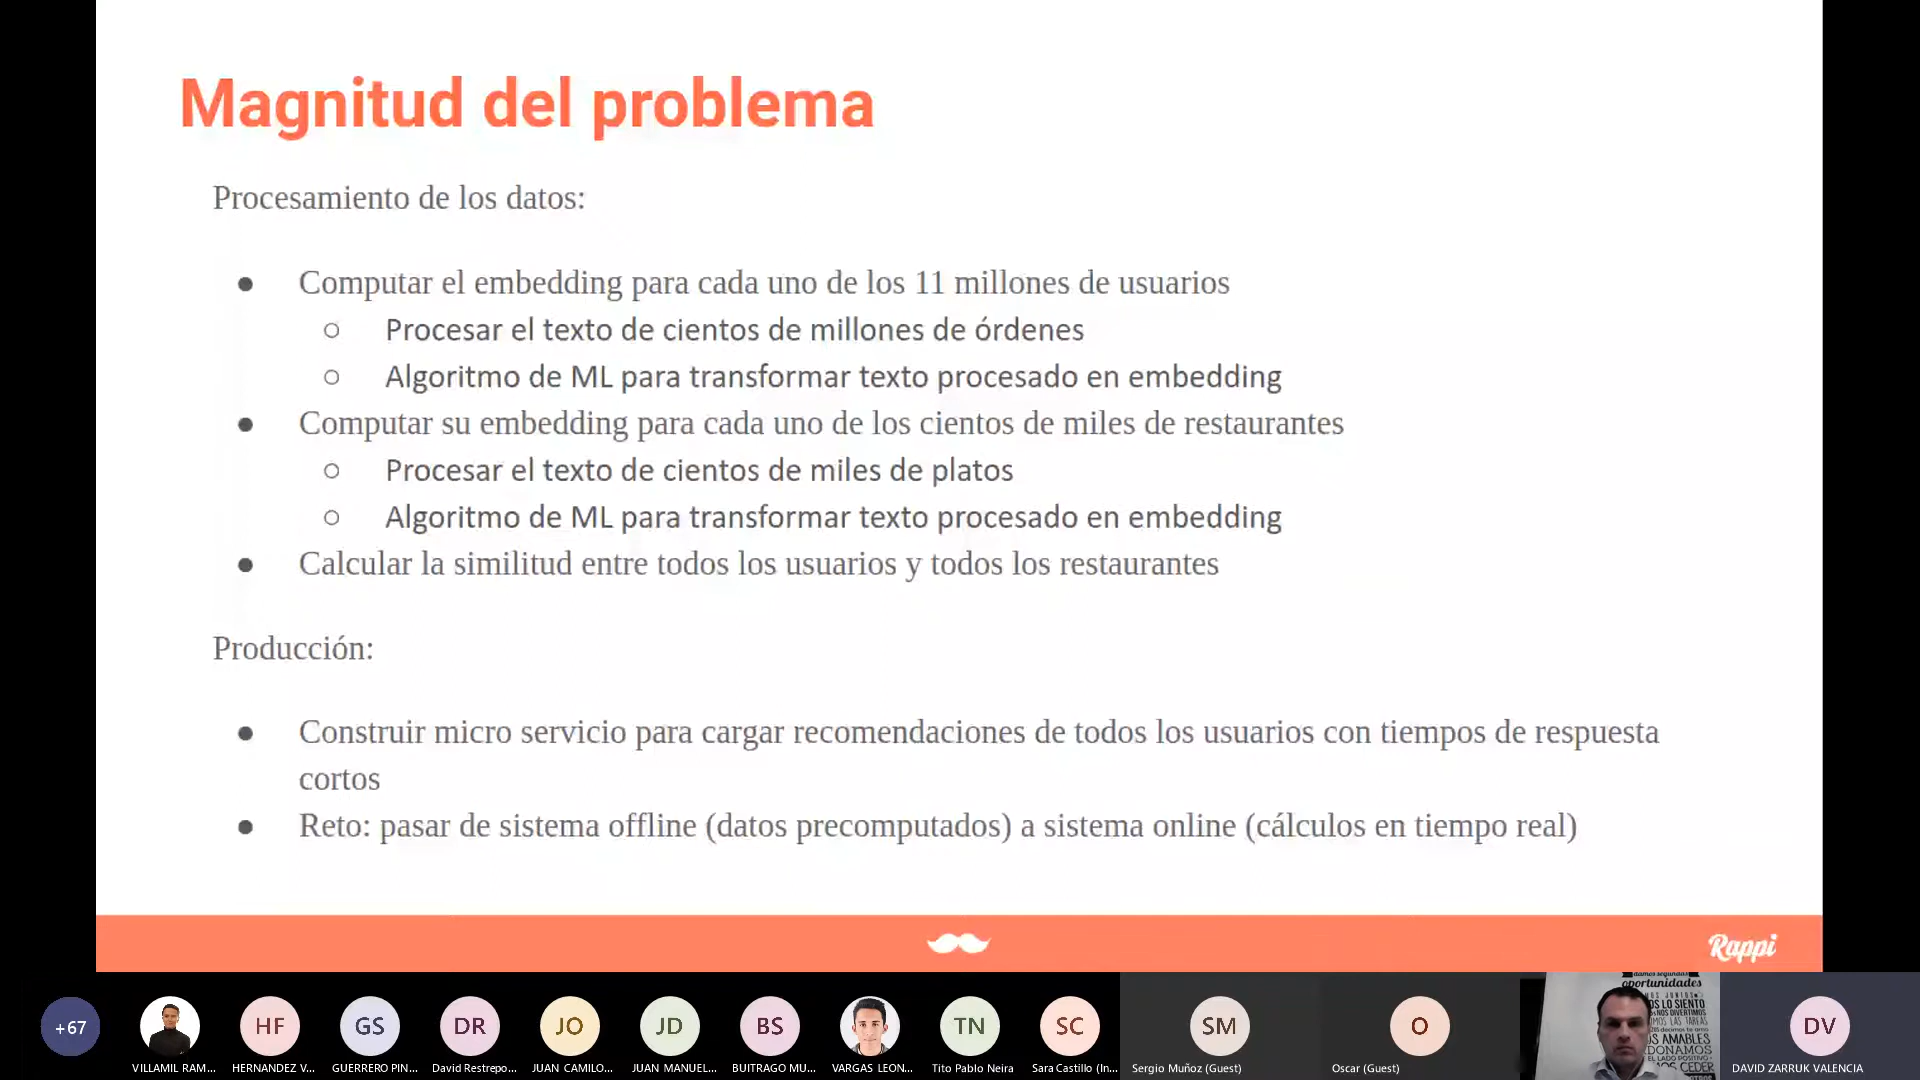 Magnitud del problema
Procesamiento de los datos:
● Computar el embedding para cada uno de los 11 millones de usuarios
○ Procesar el texto de cientos de millones de órdenes
○ Algoritmo de ML para transformar texto procesado en embedding
● Computar su embedding para cada uno de los cientos de miles de restaurantes
○ Procesar el texto de cientos de miles de platos
○ Algoritmo de ML para transformar texto procesado en embedding
● Calcular la similitud entre todos los usuarios y todos los restaurantes
Producción:
● Construir micro servicio para cargar recomendaciones de todos los usuarios con tiempos de respuesta
cortos
● Reto: pasar de sistema offline (datos precomputados) a sistema online (cálculos en tiempo real)
Rappi
+67 HF GS DR JO JD BS TN SC SM O DV
VILLAMIL RAM... HERNANDEZ V... GUERRERO PIN... David Restrepo... JUAN CAMILO... JUAN MANUEL... BUITRAGO MU... VARGAS LEON... Tito Pablo Neira Sara Castillo (In... Sergio Muñoz (Guest) Oscar (Guest) DAVID ZARRUK VALENCIA
oportunidades
LO SIENTO
AMABLES
CEDER